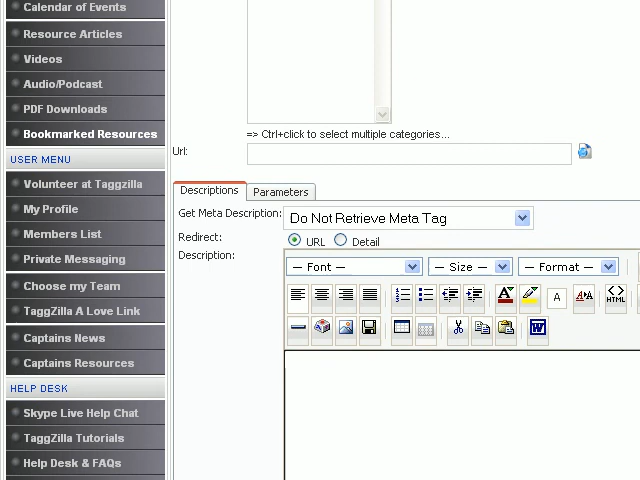 Calendar of Events
Resource Articles
Videos
Audio/Podcast
PDF Downloads
Bookmarked Resources
USER MENU
Volunteer at Taggzilla
My Profile
Members List
Private Messaging
Choose my Team
TaggZilla A Love Link
Captains News
Captains Resources
HELP DESK
Skype Live Help Chat
TaggZilla Tutorials
Help Desk & FAQs
=> Ctrl+click to select multiple categories...
Url:
Descriptions Parameters
Get Meta Description: Do Not Retrieve Meta Tag
Redirect: URL Detail
Description:
— Font — — Size — — Format —
A A HTML
W